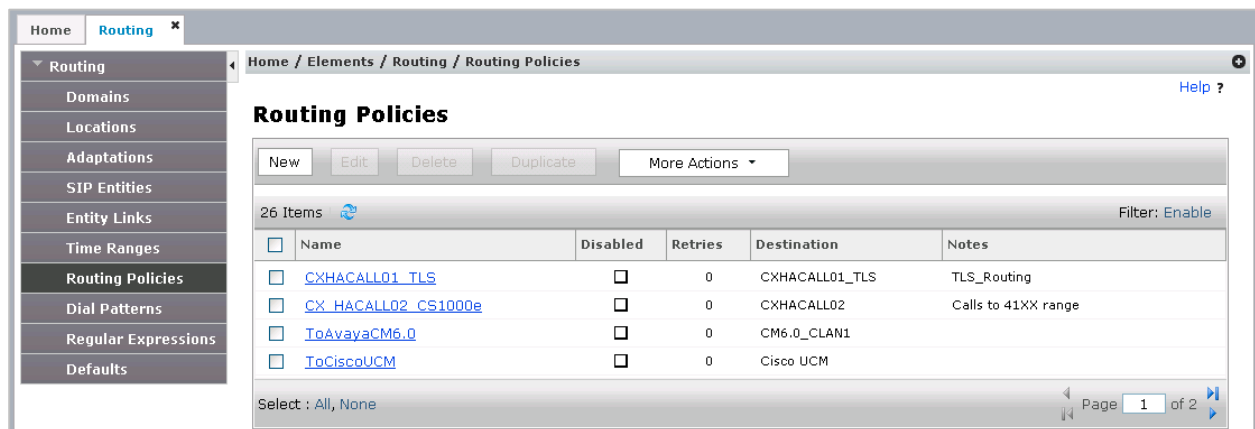 Home Routing ×
Routing
Home / Elements / Routing / Routing Policies
Help ?
Domains
Locations
Adaptations
SIP Entities
Entity Links
Time Ranges
Routing Policies
Dial Patterns
Regular Expressions
Defaults
Routing Policies
New Edit Delete Duplicate More Actions
26 Items Filter: Enable
Name Disabled Retries Destination Notes
CXHACALL01_TLS 0 CXHACALL01_TLS TLS_Routing
CX_HACALL02_CS1000e 0 CXHACALL02 Calls to 41XX range
ToAvayaCM6.0 0 CM6.0_CLAN1
ToCiscoUCM 0 Cisco UCM
Select : All, None Page 1 of 2